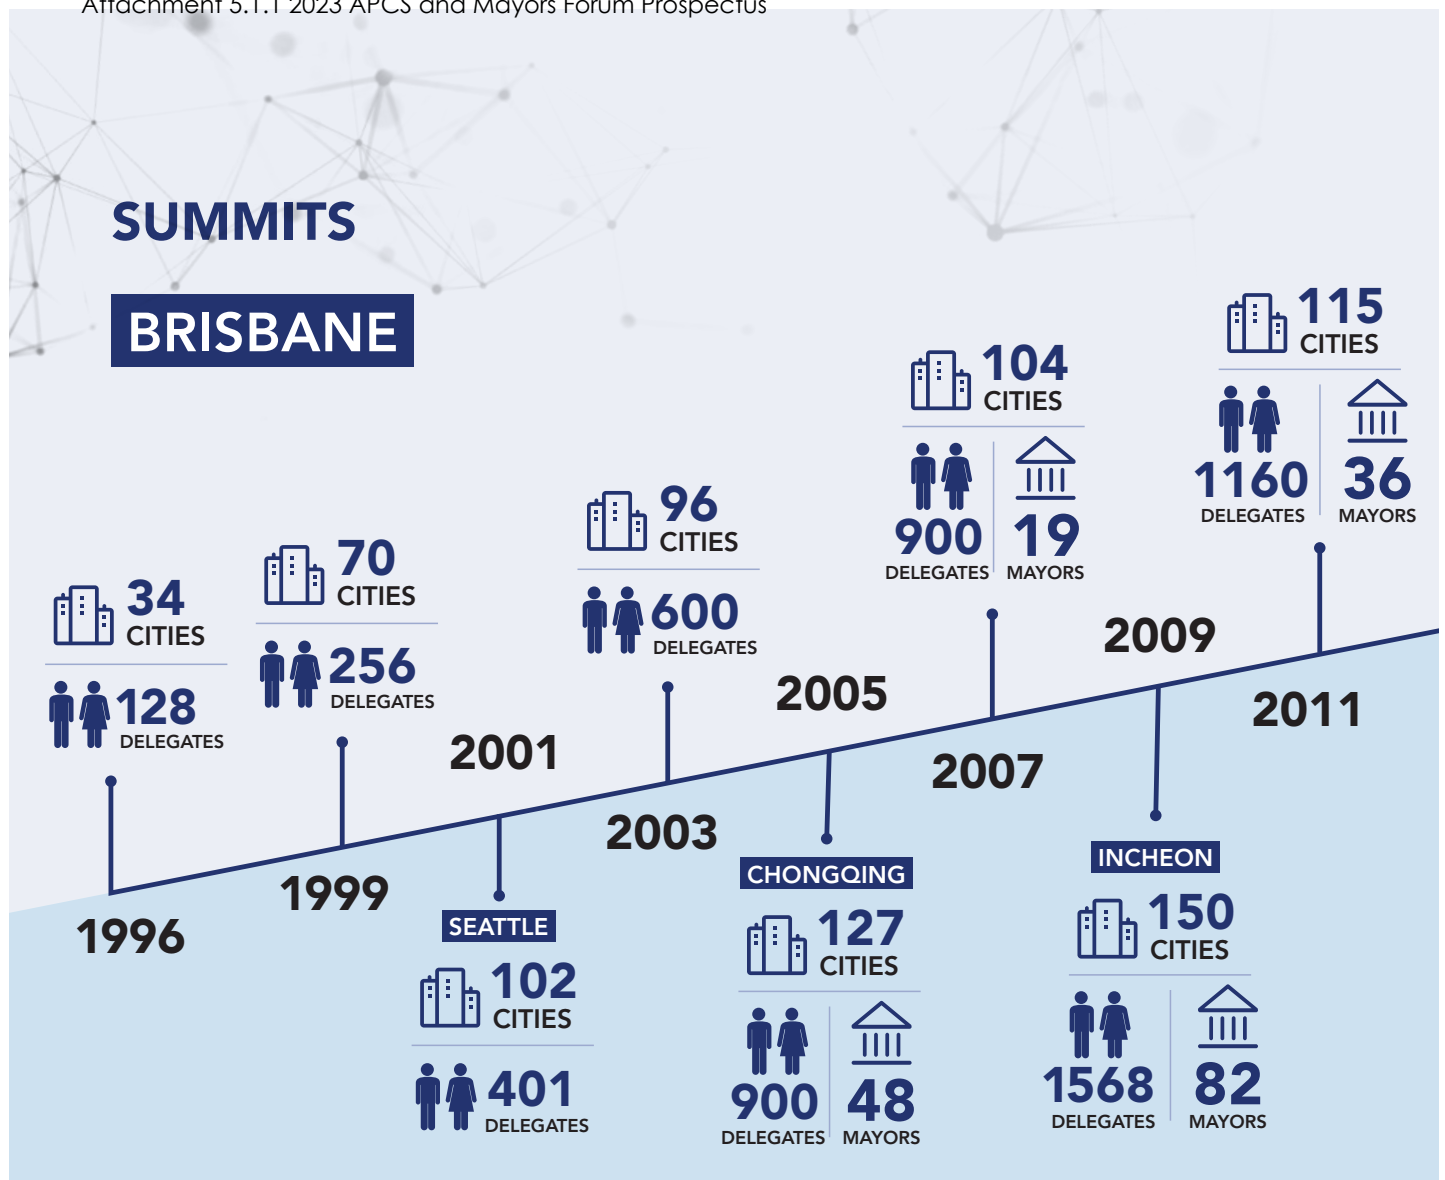 Attachment 5.1.1 2023 APCS and Mayors Forum Prospectus
SUMMITS
BRISBANE
34
CITIES
128
DELEGATES
1996
70
CITIES
256
DELEGATES
1999
2001
SEATTLE
102
CITIES
401
DELEGATES
96
CITIES
600
DELEGATES
2003
2005
CHONGQING
127
CITIES
900
DELEGATES
48
MAYORS
104
CITIES
900
DELEGATES
19
MAYORS
2007
2009
INCHEON
150
CITIES
1568
DELEGATES
82
MAYORS
115
CITIES
1160
DELEGATES
36
MAYORS
2011